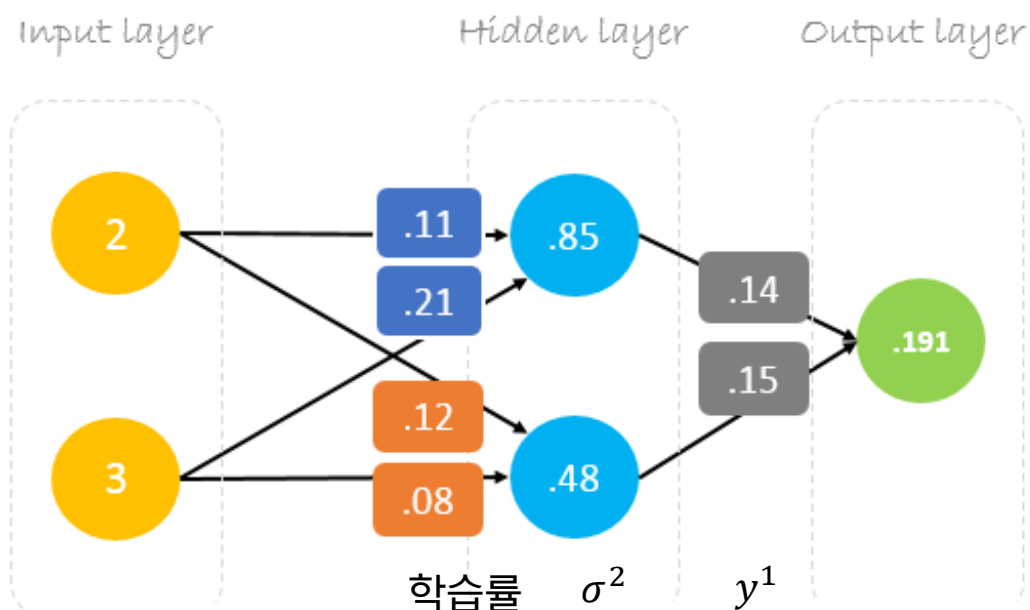 Input layer Hidden layer Output layer
2 .11 .85
.21 .14
.191
.12 .15
3 .08 .48
학습률 σ² y¹